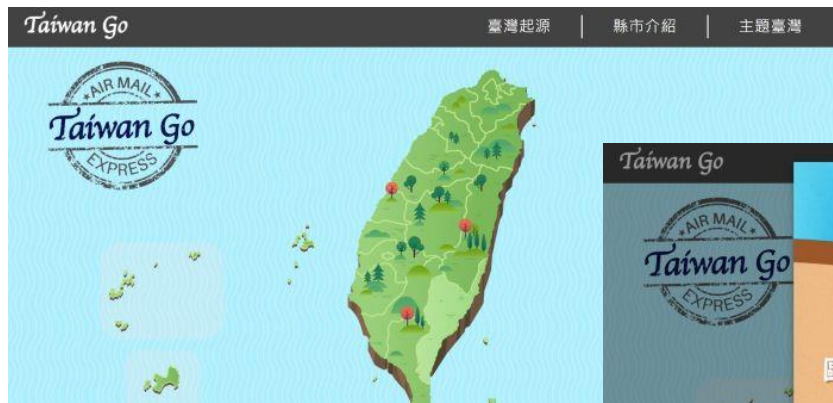 Taiwan Go
臺灣起源 | 縣市介紹 | 主題臺灣
AIR MAIL
Taiwan Go
EXPRESS
Taiwan Go
AIR MAIL
Taiwan Go
EXPRESS